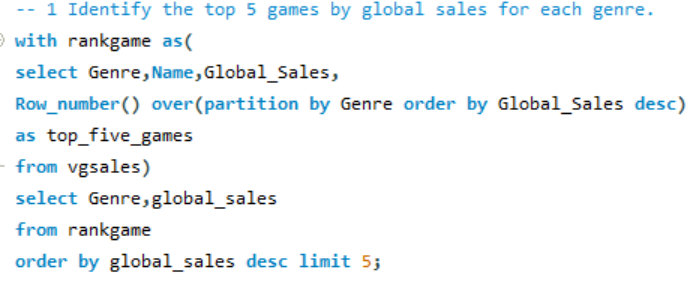 -- 1 Identify the top 5 games by global sales for each genre.
with rankgame as(
select Genre,Name,Global_Sales,
Row_number() over(partition by Genre order by Global_Sales desc)
as top_five_games
from vgsales)
select Genre,global_sales
from rankgame
order by global_sales desc limit 5;